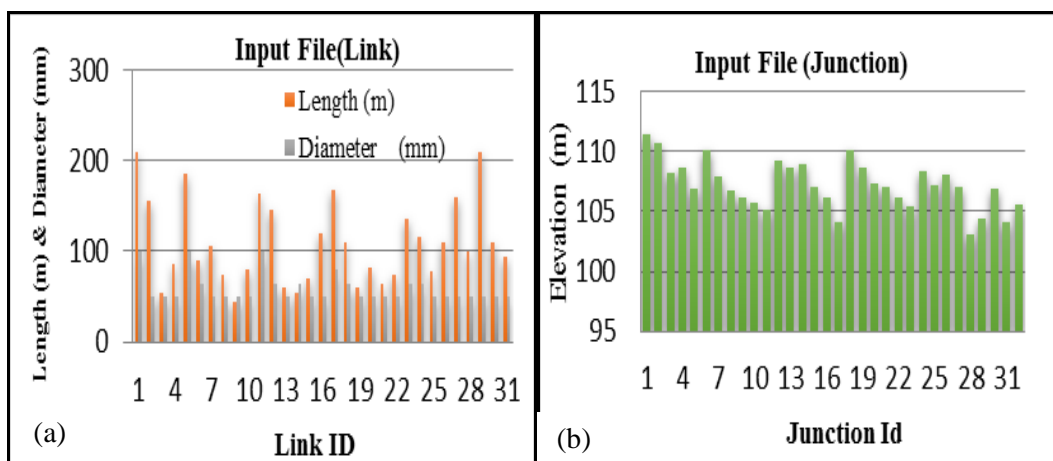 Input File(Link)
Length (m) & Diameter (mm)
300
200
100
0
Length (m)
Diameter (mm)
1 4 7 10 13 16 19 22 25 28 31
(a)
Link ID
Input File (Junction)
Elevation (m)
115
110
105
100
95
1 4 7 10 13 16 19 22 25 28 31
(b)
Junction Id